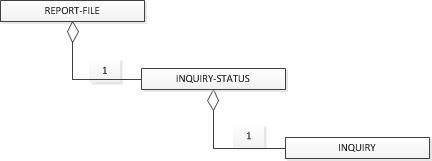 REPORT-FILE
1
INQUIRY-STATUS
1
INQUIRY